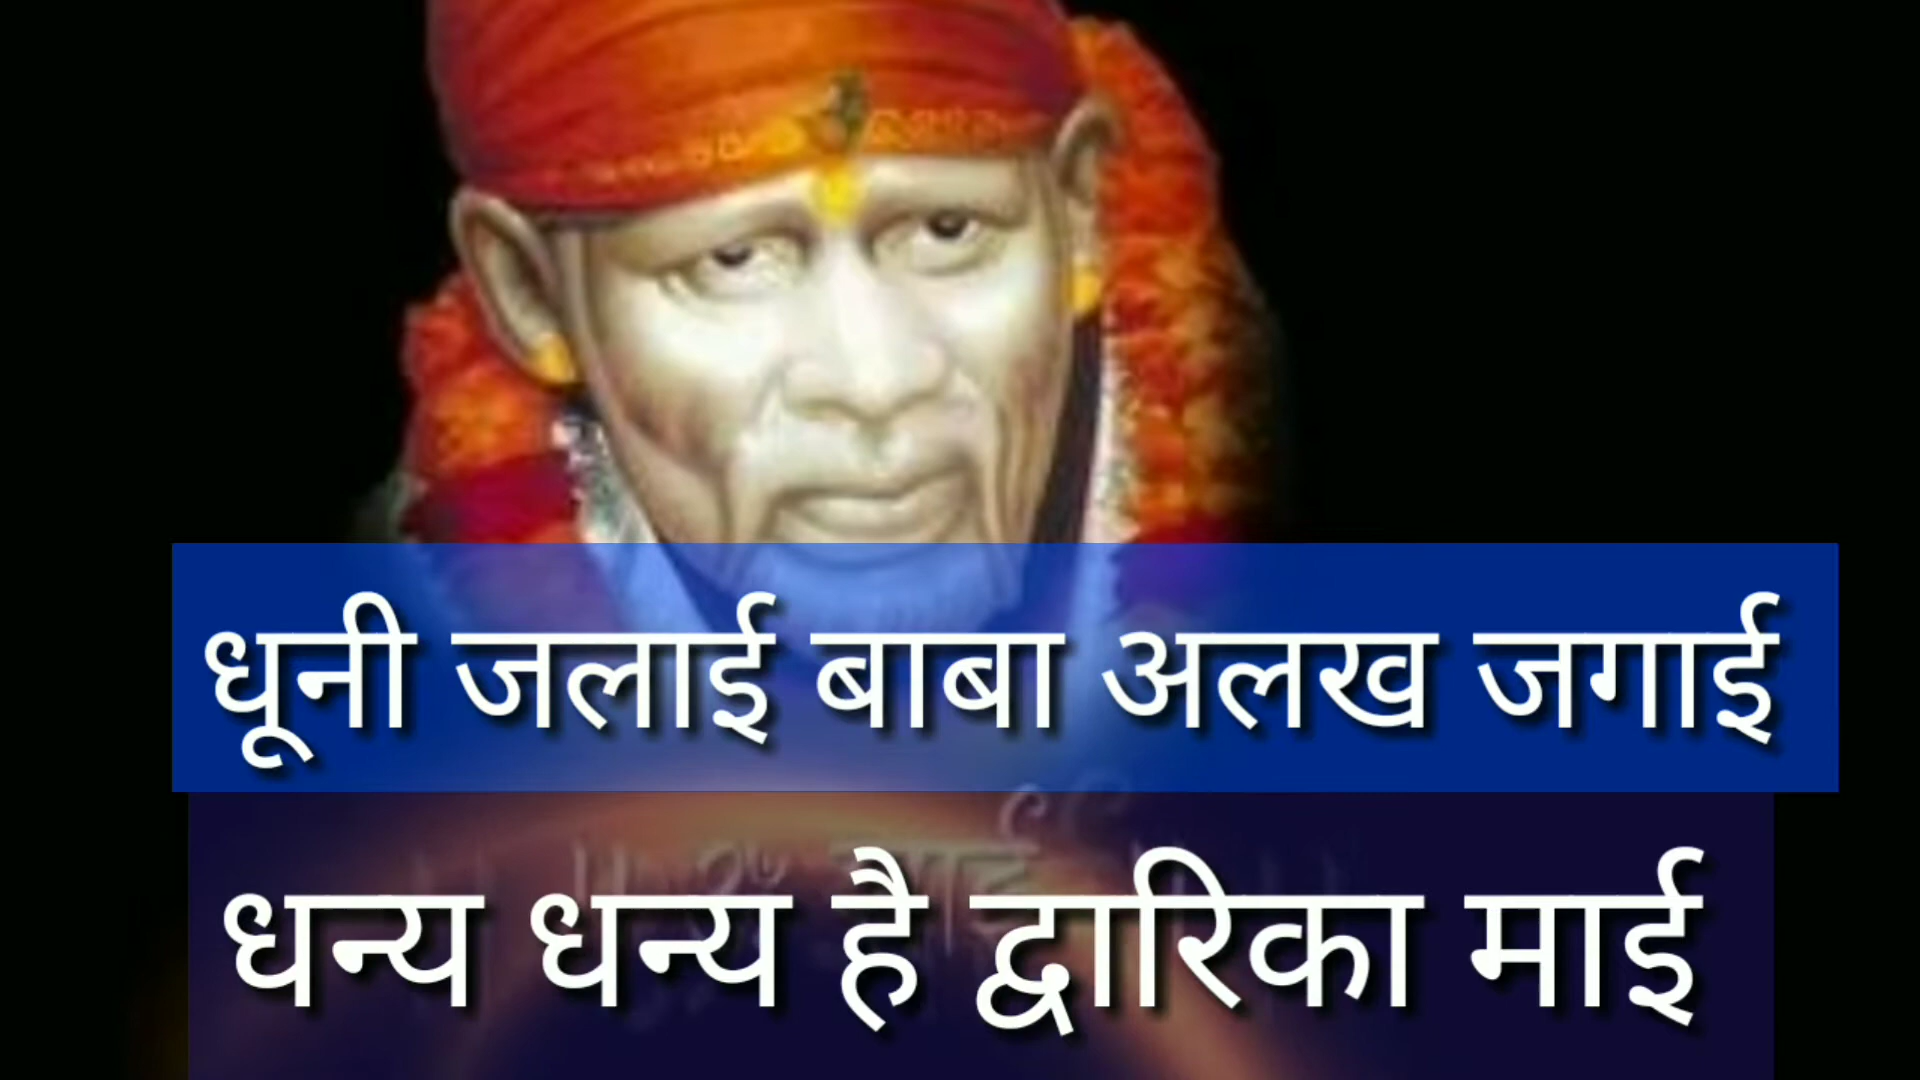 धूनी जलाई बाबा अलख जगाई
धन्य धन्य है द्वारिका माई